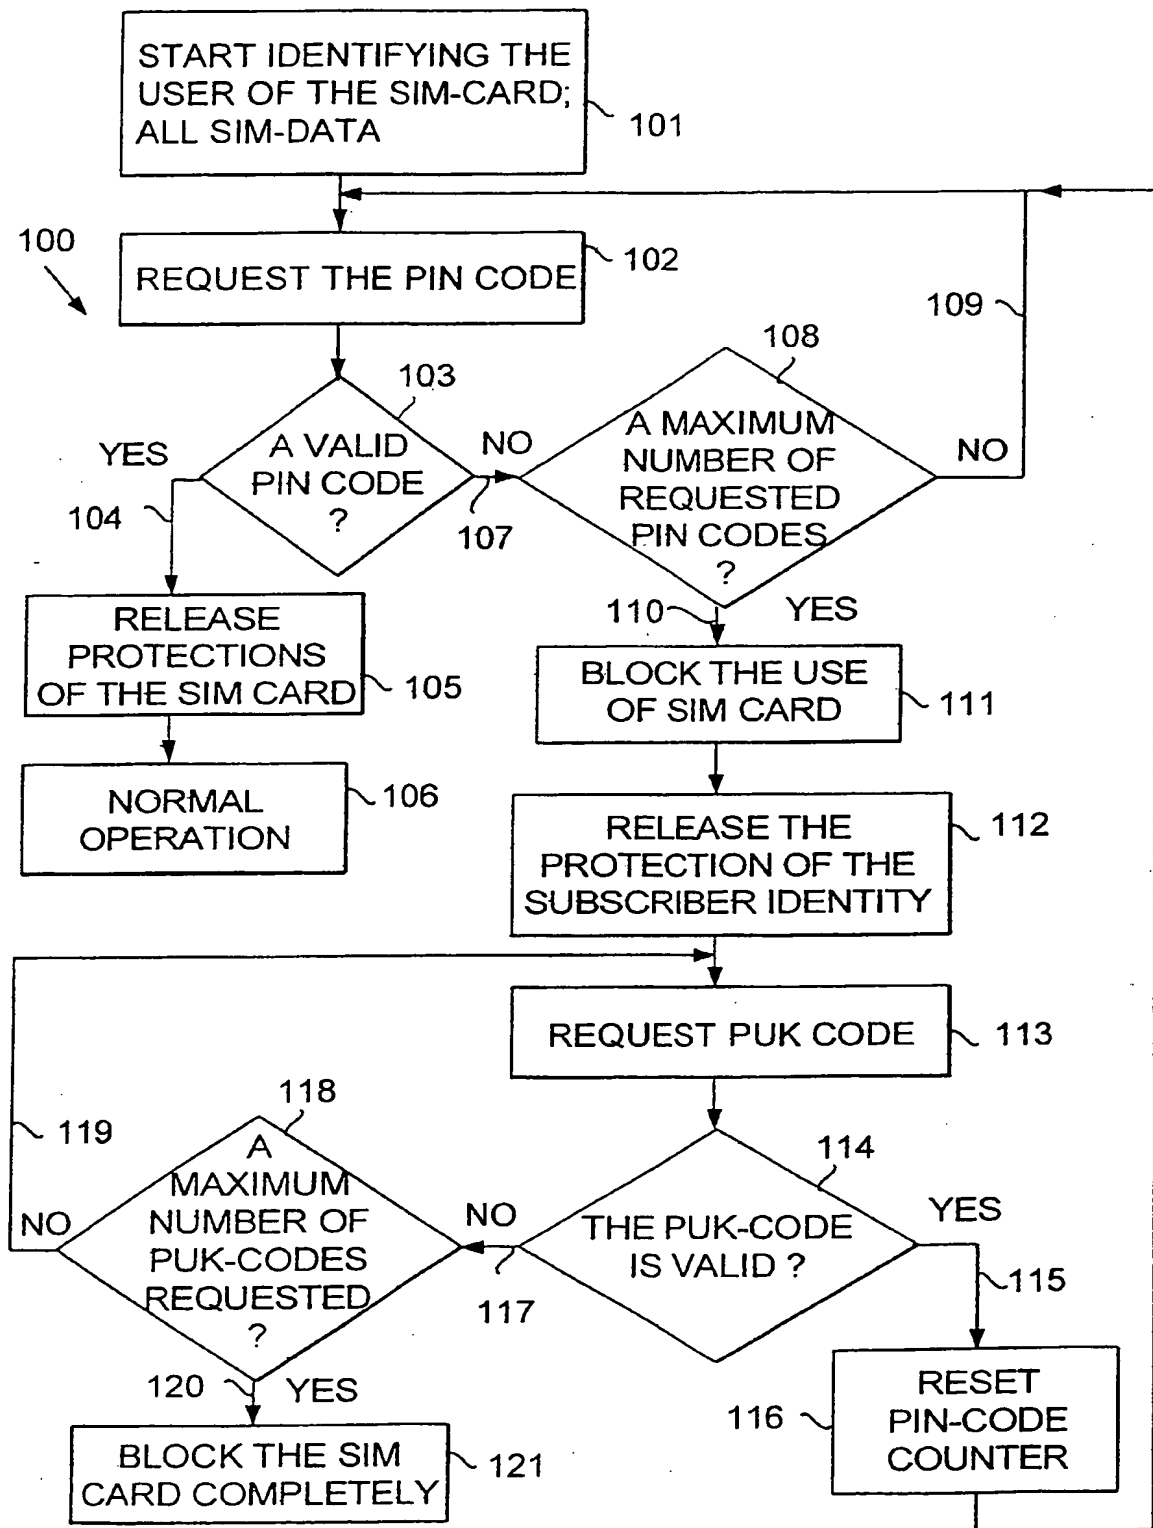 START IDENTIFYING THE
USER OF THE SIM-CARD;
ALL SIM-DATA
101
100
REQUEST THE PIN CODE
102
109
103
A VALID
PIN CODE
?
YES
104
NO
107
108
A MAXIMUM
NUMBER OF
REQUESTED
PIN CODES
?
NO
110
YES
RELEASE
PROTECTIONS
OF THE SIM CARD
105
NORMAL
OPERATION
106
BLOCK THE USE
OF SIM CARD
111
RELEASE THE
PROTECTION OF THE
SUBSCRIBER IDENTITY
112
REQUEST PUK CODE
113
114
THE PUK-CODE
IS VALID ?
YES
115
NO
117
118
A
MAXIMUM
NUMBER OF
PUK-CODES
REQUESTED
?
119
NO
120
YES
BLOCK THE SIM
CARD COMPLETELY
121
116
RESET
PIN-CODE
COUNTER